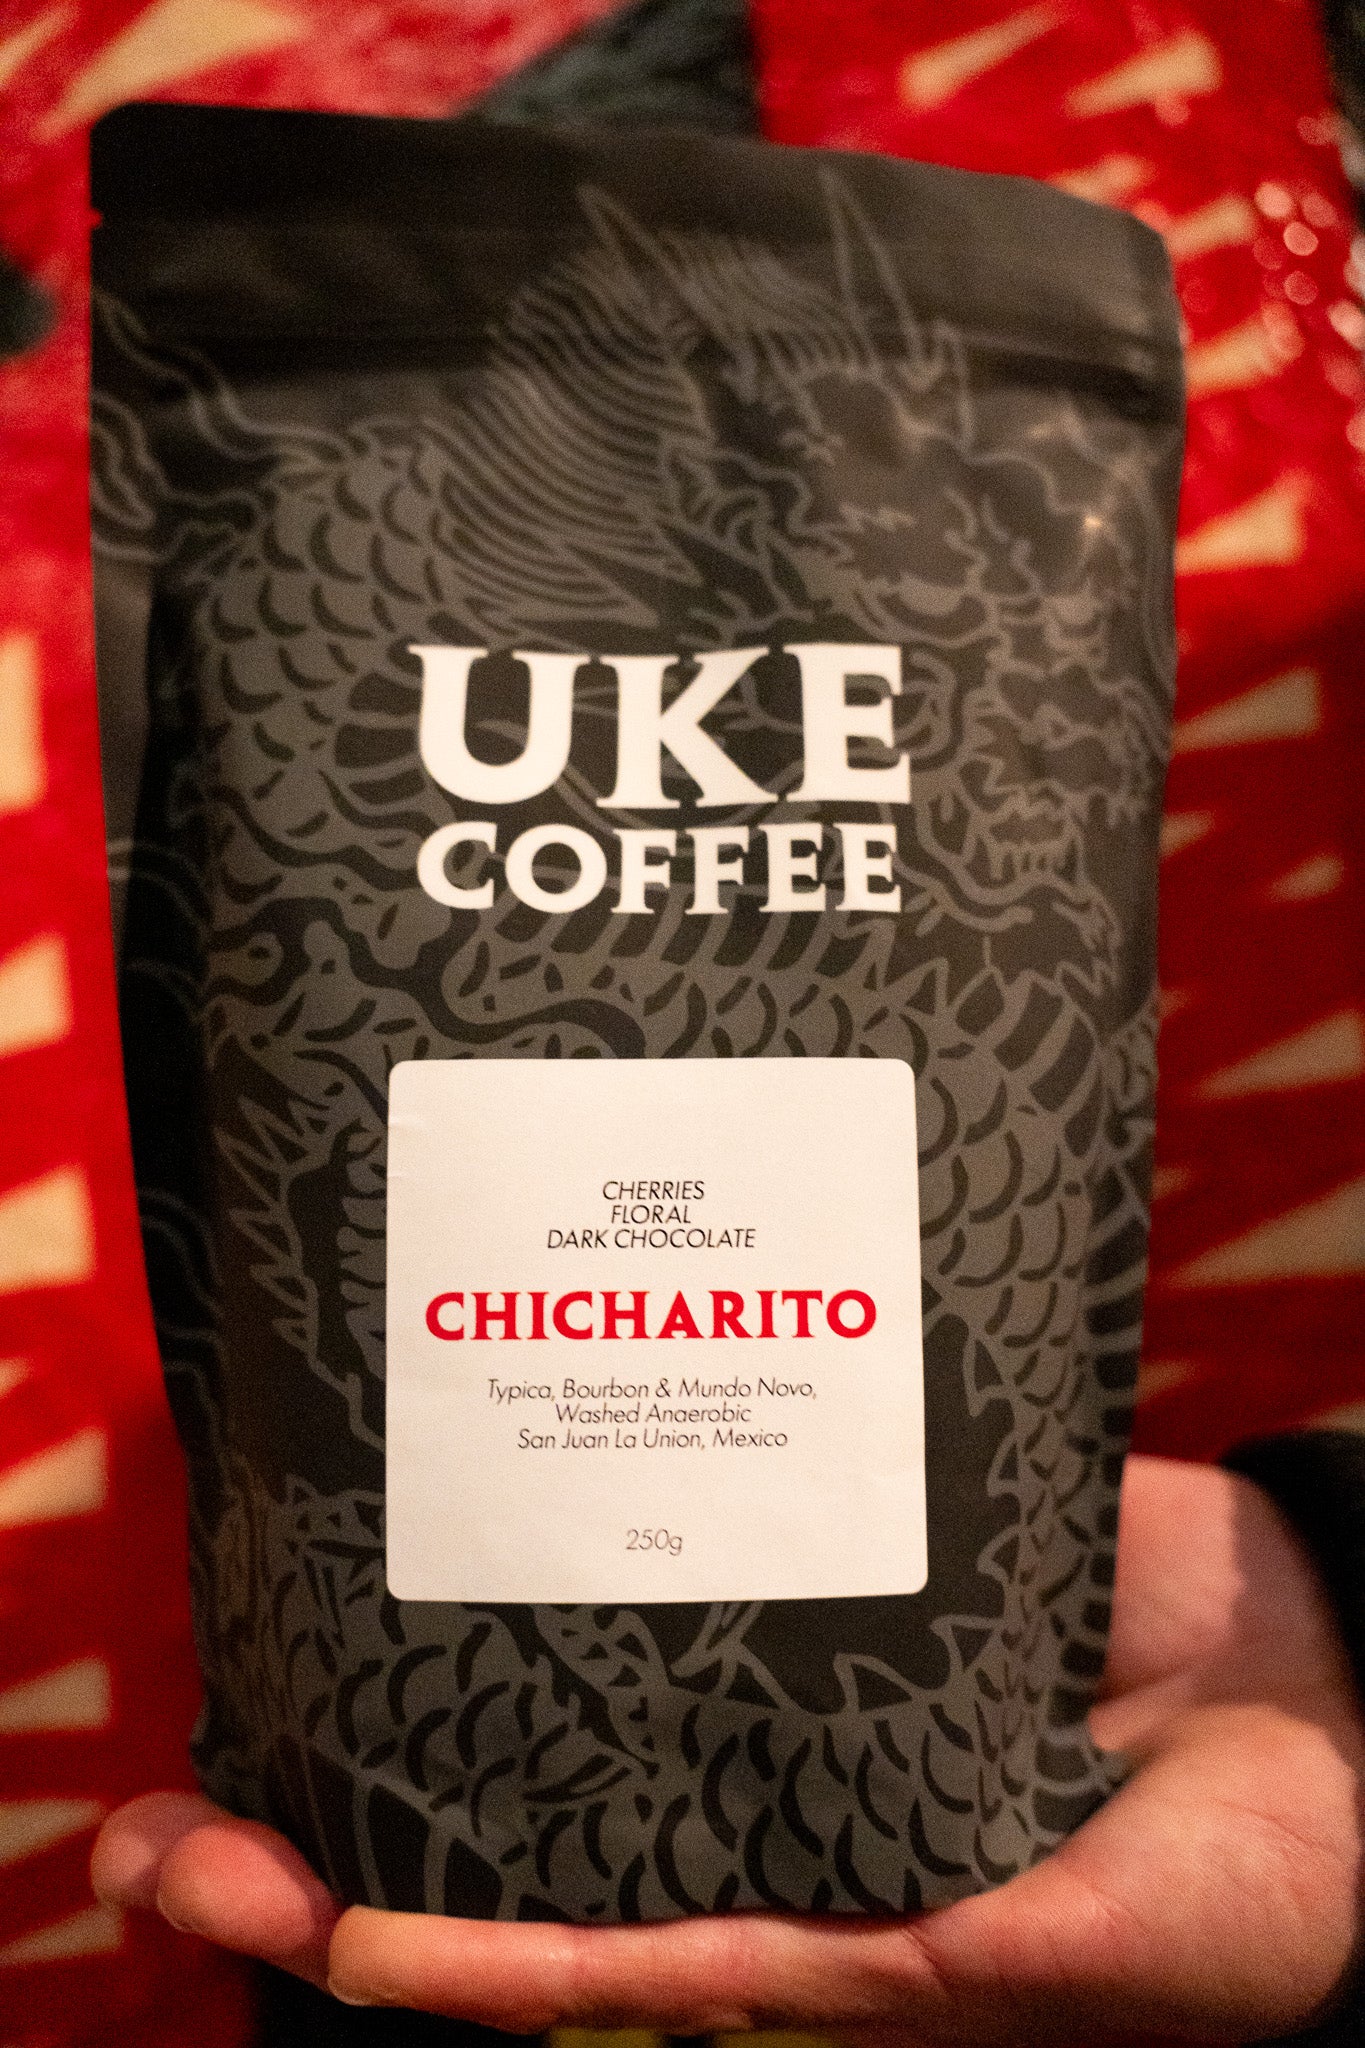 UKE
COFFEE
CHERRIES
FLORAL
DARK CHOCOLATE
CHICHARITO
Typica, Bourbon & Mundo Novo,
Washed Anaerobic
San Juan La Union, Mexico
250g